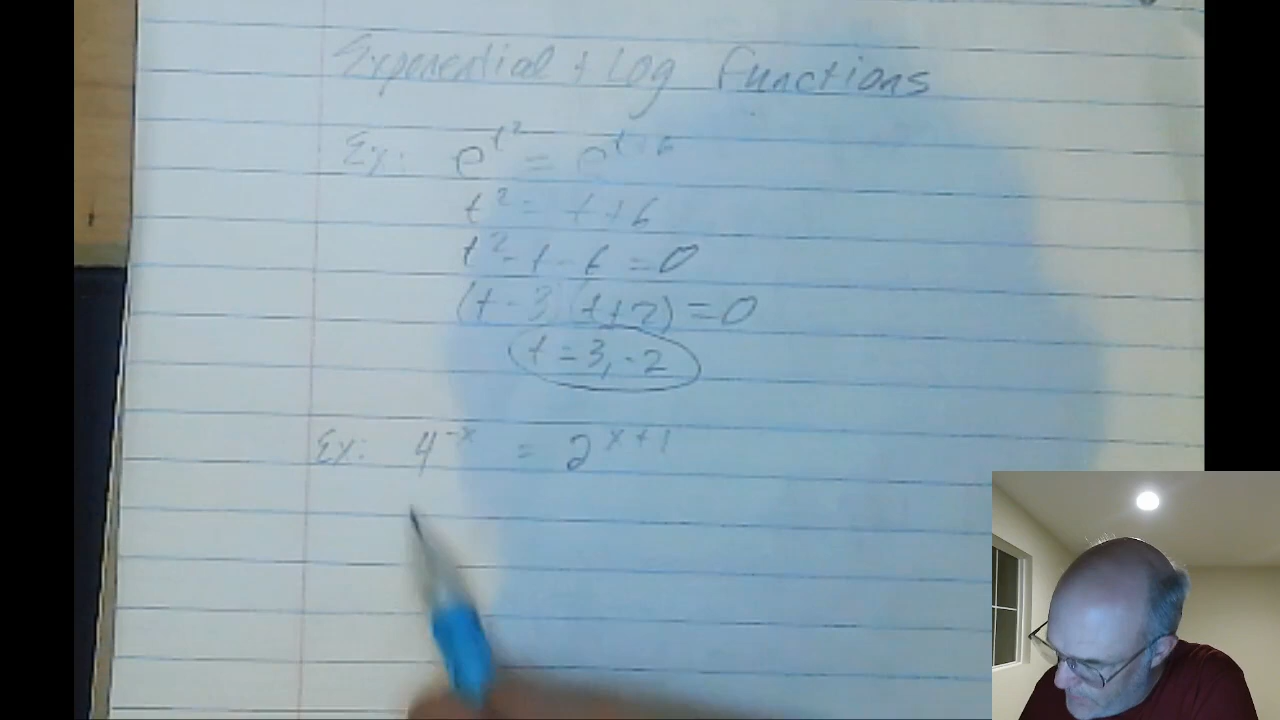 Exponential + Log Functions
Ex: e^t² = e^t+6
t² = t+6
t² - t - 6 = 0
(t - 3)(t+2) = 0
t = 3, -2
Ex: 4^-x = 2^x+1